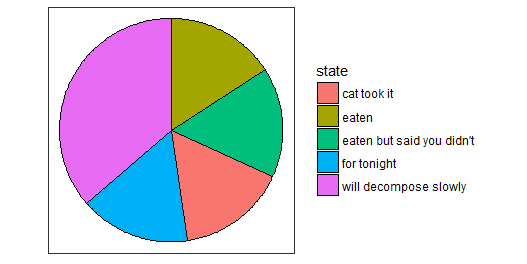 state
cat took it
eaten
eaten but said you didn't
for tonight
will decompose slowly